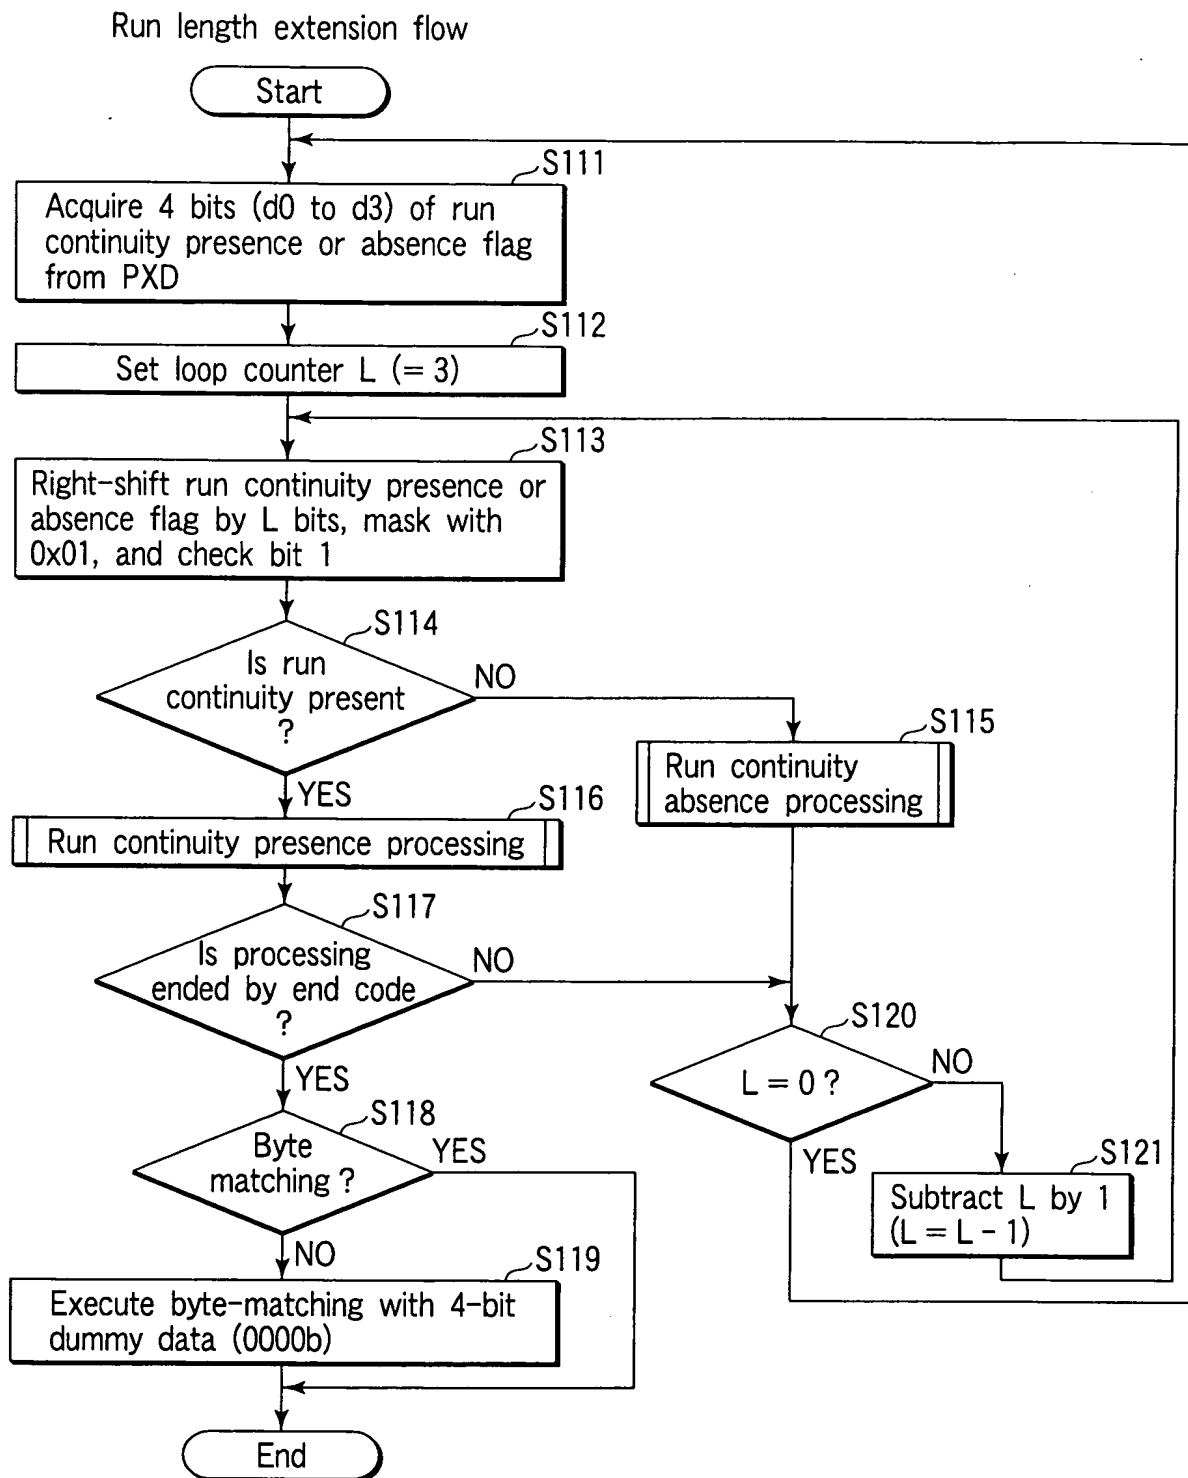 Run length extension flow
Start
S111
Acquire 4 bits (d0 to d3) of run
continuity presence or absence flag
from PXD
S112
Set loop counter L (= 3)
S113
Right-shift run continuity presence or
absence flag by L bits, mask with
0x01, and check bit 1
S114
Is run
continuity present
?
NO
YES
S115
Run continuity
absence processing
S116
Run continuity presence processing
S117
Is processing
ended by end code
?
NO
YES
S120
L = 0 ?
NO
YES
S118
Byte
matching ?
YES
NO
S121
Subtract L by 1
(L = L - 1)
S119
Execute byte-matching with 4-bit
dummy data (0000b)
End